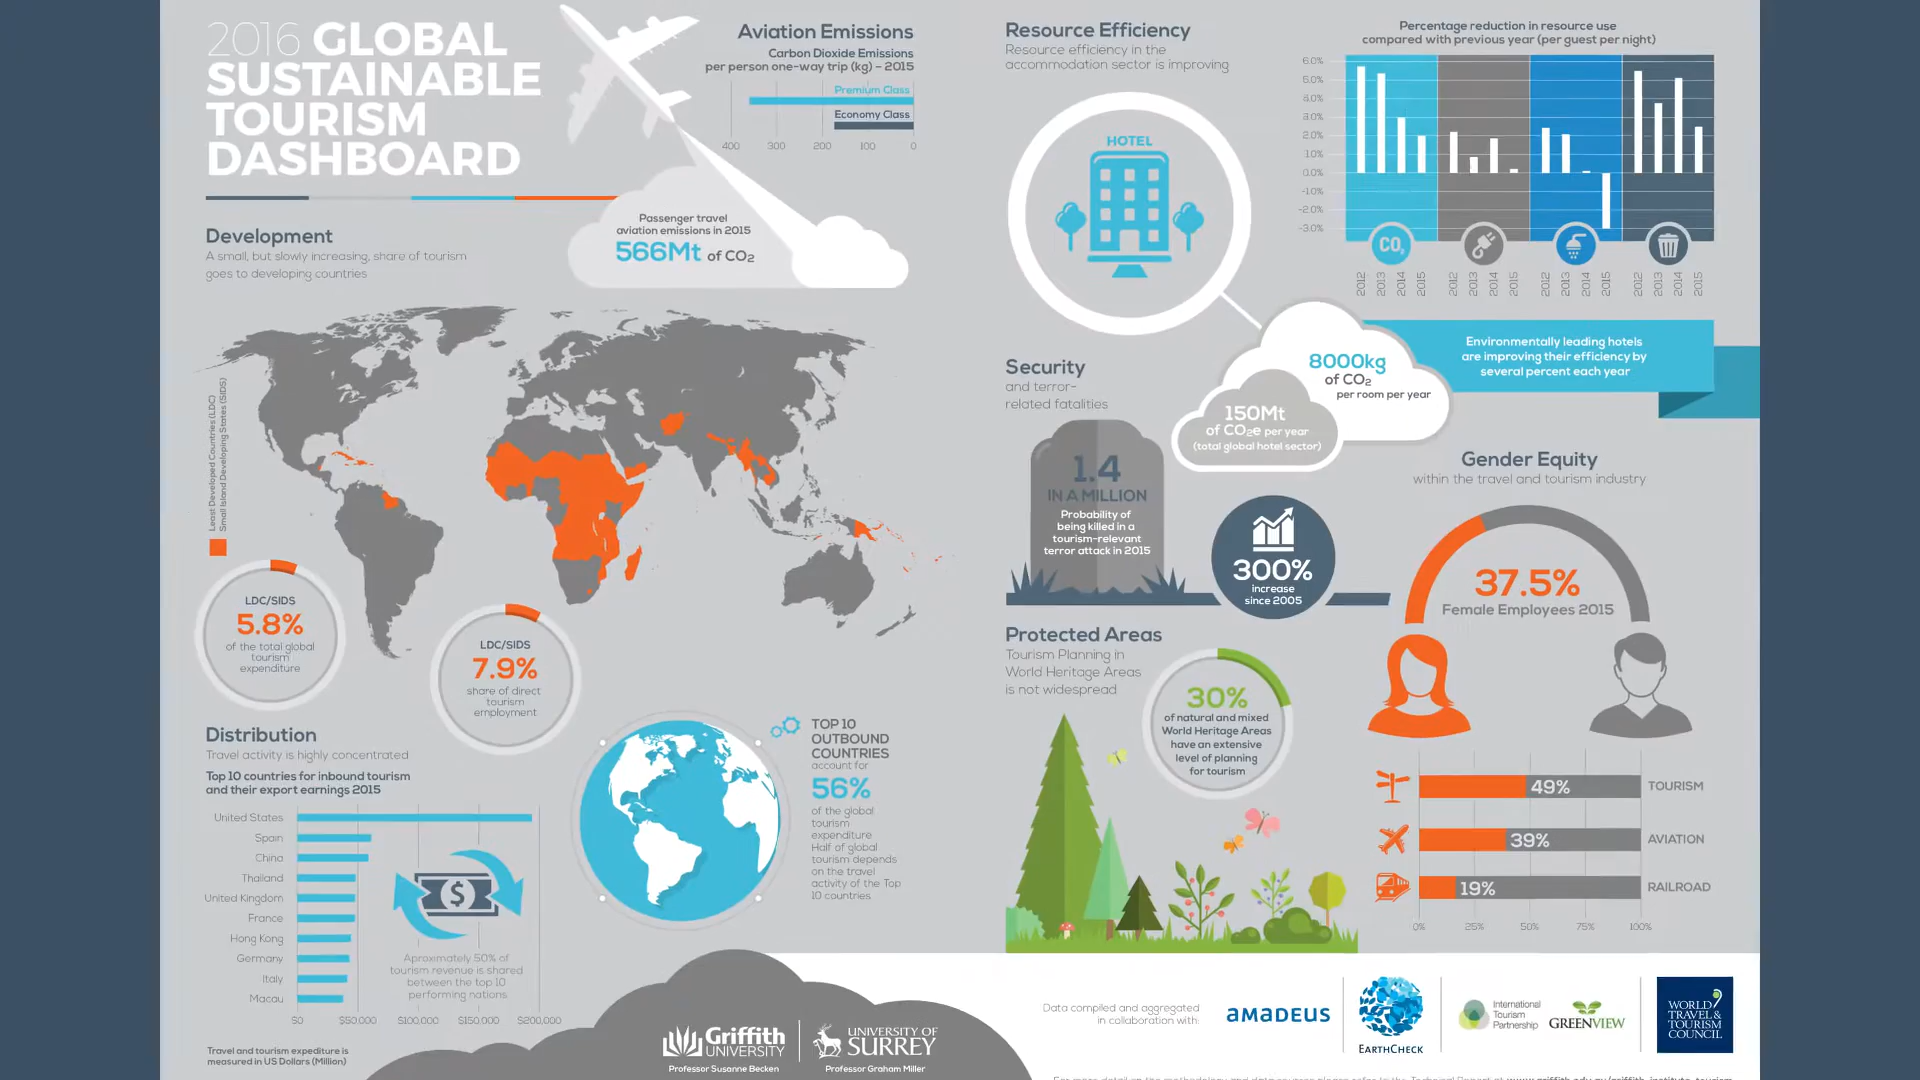 2016 GLOBAL
SUSTAINABLE
TOURISM
DASHBOARD
Aviation Emissions
Carbon Dioxide Emissions
per person one-way trip (kg) – 2015
Premium Class
Economy Class
400 300 200 100 0
Passenger travel
aviation emissions in 2015
566Mt of CO2
Development
A small, but slowly increasing, share of tourism
goes to developing countries
Least Developed Countries (LDC)
Small Island Developing States (SIDS)
LDC/SIDS
5.8%
of the total global
tourism
expenditure
LDC/SIDS
7.9%
share of direct
tourism
employment
Distribution
Travel activity is highly concentrated
Top 10 countries for inbound tourism
and their export earnings 2015
United States
Spain
China
Thailand
United Kingdom
France
Hong Kong
Germany
Italy
Macau
$0 $50,000 $100,000 $150,000 $200,000
$
Aproximately 50% of
tourism revenue is shared
between the top 10
performing nations.
Travel and tourism expediture is
measured in US Dollars (Million)
TOP 10
OUTBOUND
COUNTRIES
account for
56%
of the global
tourism
expenditure
Half of global
tourism depends
on the travel
activity of the Top
10 countries
Griffith
UNIVERSITY
Professor Susanne Becken
UNIVERSITY OF
SURREY
Professor Graham Miller
Resource Efficiency
Resource efficiency in the
accommodation sector is improving
HOTEL
Percentage reduction in resource use
compared with previous year (per guest per night)
6.0%
5.0%
4.0%
3.0%
2.0%
1.0%
0.0%
-1.0%
-2.0%
-3.0%
CO2
2012 2013 2014 2015 2012 2013 2014 2015 2012 2013 2014 2015 2012 2013 2014 2015
Environmentally leading hotels
are improving their efficiency by
several percent each year
8000kg
of CO2
per room per year
150Mt
of CO2e per year
(total global hotel sector)
Security
and terror-
related fatalities
1.4
IN A MILLION
Probability of
being killed in a
tourism-relevant
terror attack in 2015
300%
increase
since 2005
Gender Equity
within the travel and tourism industry
37.5%
Female Employees 2015
49% TOURISM
39% AVIATION
19% RAILROAD
0% 25% 50% 75% 100%
Protected Areas
Tourism Planning in
World Heritage Areas
is not widespread
30%
of natural and mixed
World Heritage Areas
have an extensive
level of planning
for tourism
Data compiled and aggregated
in collaboration with:
amadeus
EARTHCHECK
International
Tourism
Partnership
GREENVIEW
WORLD
TRAVEL &
TOURISM
COUNCIL